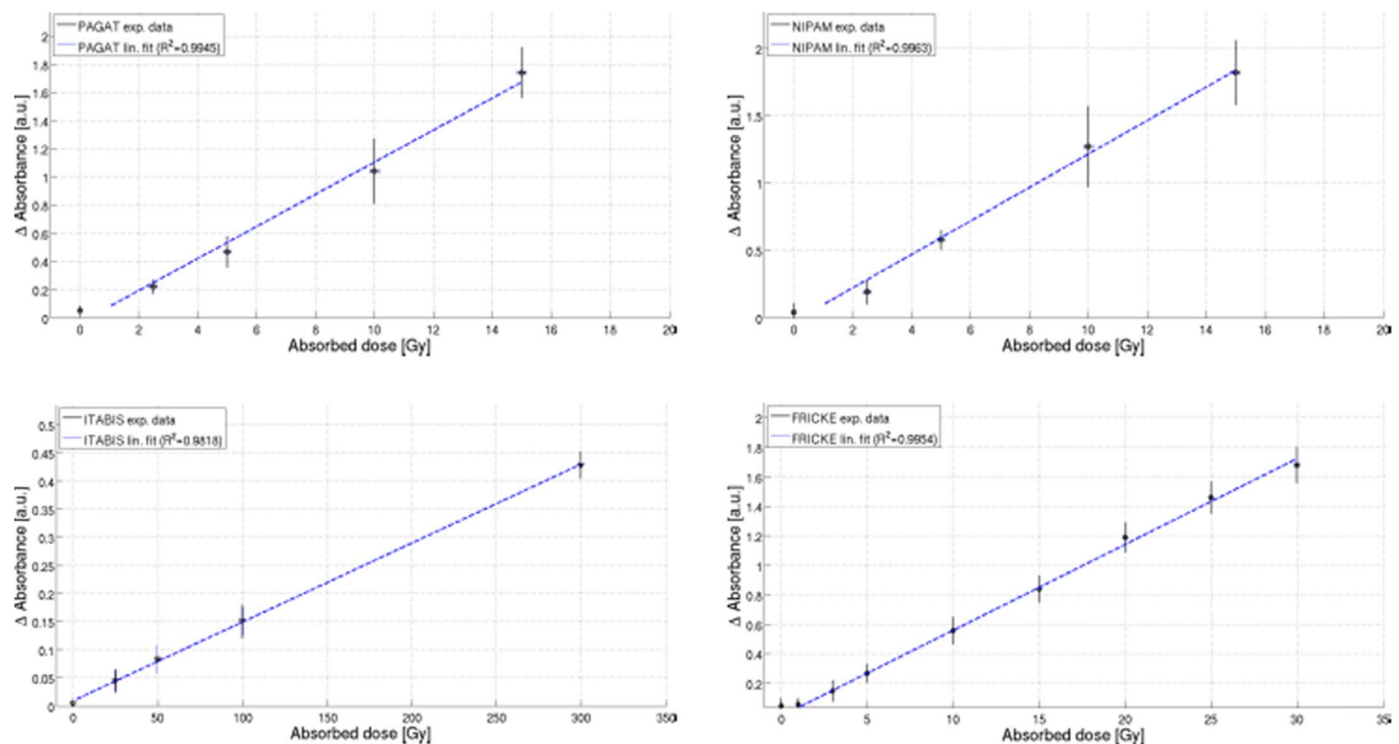 PAGAT exp. data
PAGAT lin. fit (R²=0.9945)
2
1.8
1.6
1.4
1.2
1
0.8
0.6
0.4
0.2
0
Δ Absorbance [a.u.]
0 2 4 6 8 10 12 14 16 18 20
Absorbed dose [Gy]
NIPAM exp. data
NIPAM lin. fit (R²=0.9963)
2
1.5
1
0.5
0
Δ Absorbance [a.u.]
0 2 4 6 8 10 12 14 16 18 20
Absorbed dose [Gy]
ITABIS exp. data
ITABIS lin. fit (R²=0.9818)
0.5
0.45
0.4
0.35
0.3
0.25
0.2
0.15
0.1
0.05
0
Δ Absorbance [a.u.]
0 50 100 150 200 250 300 350
Absorbed dose [Gy]
FRICKE exp. data
FRICKE lin. fit (R²=0.9954)
2
1.8
1.6
1.4
1.2
1
0.8
0.6
0.4
0.2
Δ Absorbance [a.u.]
0 5 10 15 20 25 30 35
Absorbed dose [Gy]